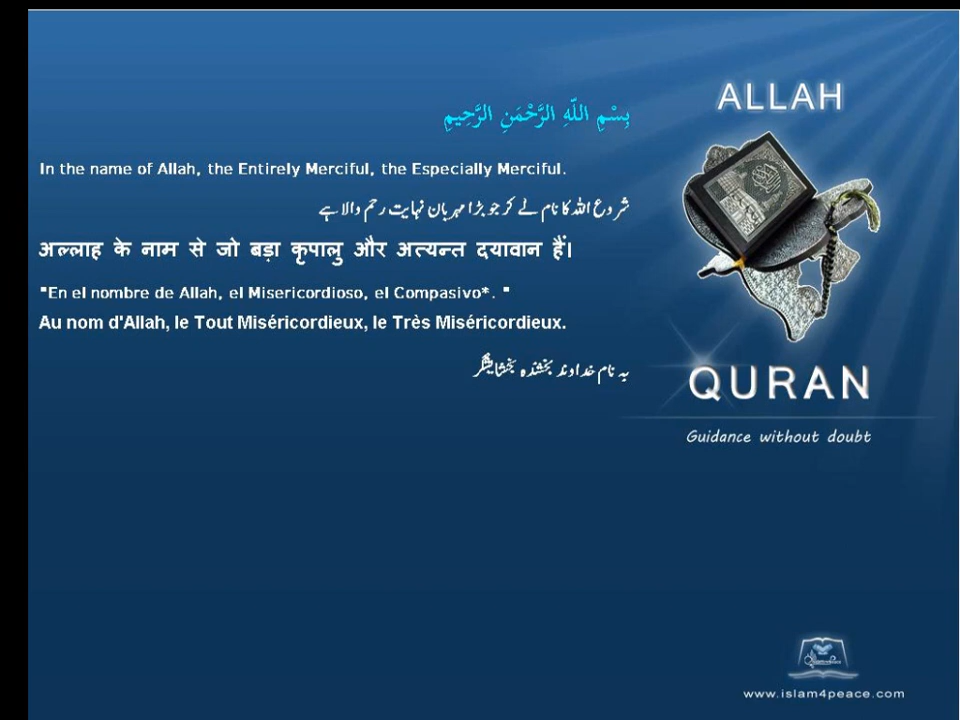 بِسْمِ اللّهِ الرَّحْمَنِ الرَّحِيمِ
In the name of Allah, the Entirely Merciful, the Especially Merciful.
شروع الله کا نام لے کر جو بڑا مہربان نہایت رحم والا ہے
अल्लाह के नाम से जो बड़ा कृपालु और अत्यन्त दयावान हैं।
"En el nombre de Allah, el Misericordioso, el Compasivo*. "
Au nom d'Allah, le Tout Miséricordieux, le Très Miséricordieux.
به نام خداوند بخشنده بخشایشگر
ALLAH
QURAN
Guidance without doubt
www.islam4peace.com